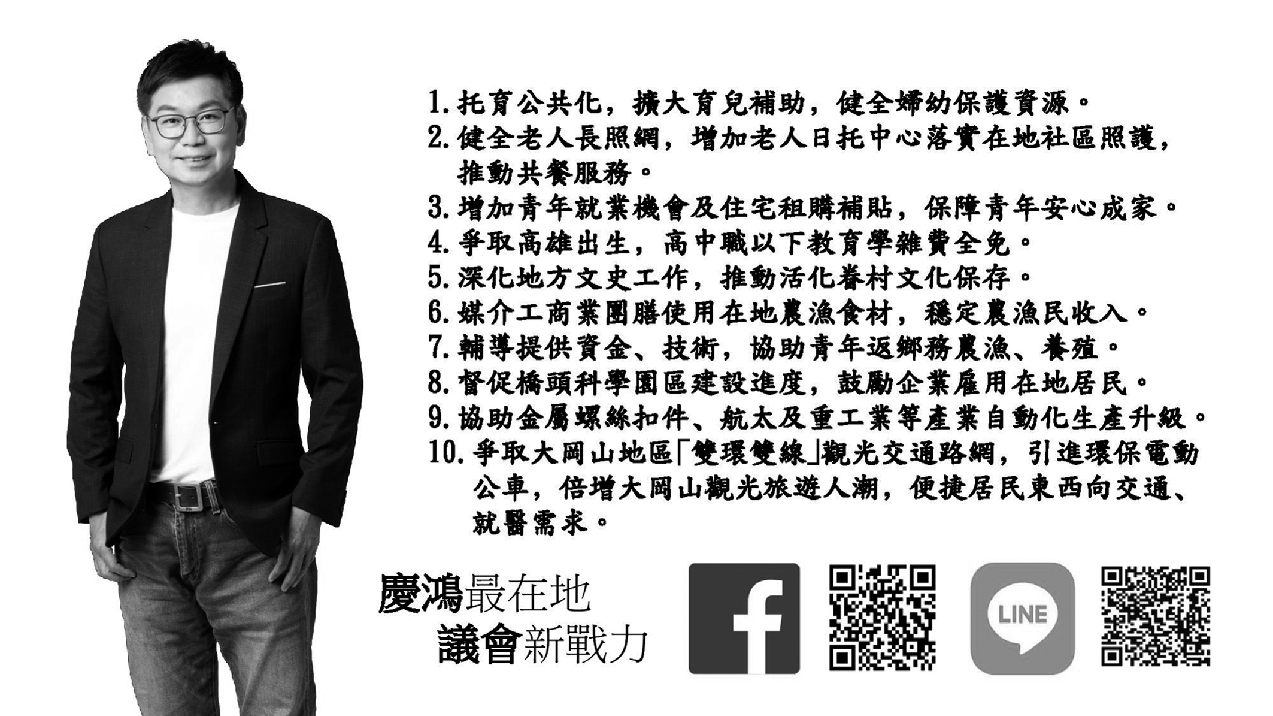 1.托育公共化，擴大育兒補助，健全婦幼保護資源。
2.健全老人長照網，增加老人日托中心落實在地社區照護，
推動共餐服務。
3.增加青年就業機會及住宅租購補貼，保障青年安心成家。
4.爭取高雄出生，高中職以下教育學雜費全免。
5.深化地方文史工作，推動活化眷村文化保存。
6.媒介工商業團膳使用在地農漁食材，穩定農漁民收入。
7.輔導提供資金、技術，協助青年返鄉務農漁、養殖。
8.督促橋頭科學園區建設進度，鼓勵企業雇用在地居民。
9.協助金屬螺絲扣件、航太及重工業等產業自動化生產升級。
10.爭取大岡山地區「雙環雙線」觀光交通路網，引進環保電動
公車，倍增大岡山觀光旅遊人潮，便捷居民東西向交通、
就醫需求。
慶鴻最在地
議會新戰力
f
LINE